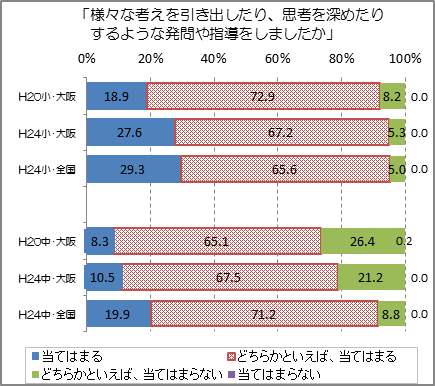 「様々な考えを引き出したり、思考を深めたり
するような発問や指導をしましたか」
0% 20% 40% 60% 80% 100%
H20小・大阪 18.9 72.9 8.2 0.0
H24小・大阪 27.6 67.2 5.3 0.0
H24小・全国 29.3 65.6 5.0 0.0
H20中・大阪 8.3 65.1 26.4 0.2
H24中・大阪 10.5 67.5 21.2 0.0
H24中・全国 19.9 71.2 8.8 0.0
当てはまる どちらかといえば、当てはまる
どちらかといえば、当てはまらない 当てはまらない